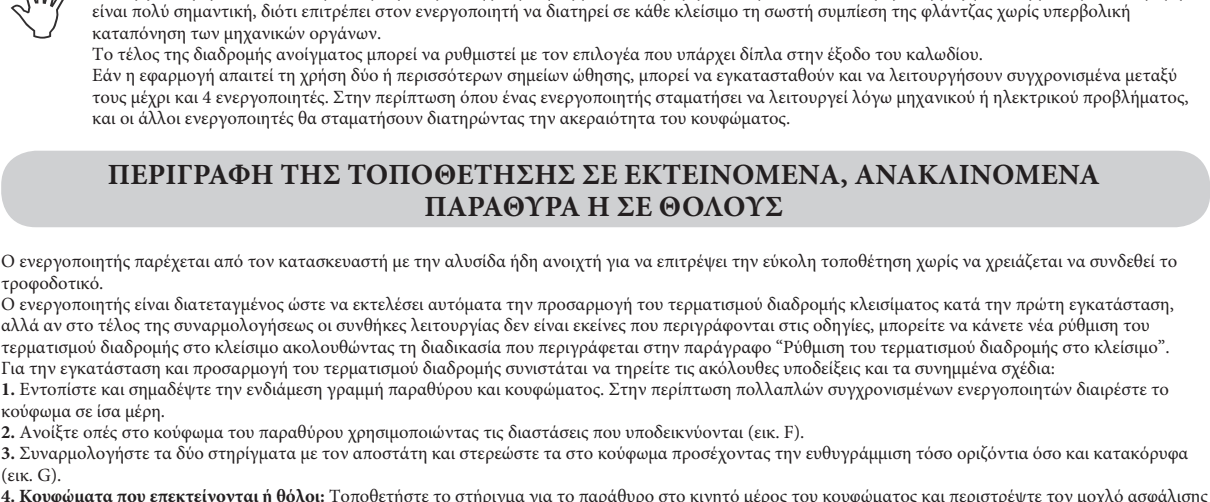 είναι πολύ σημαντική, διότι επιτρέπει στον ενεργοποιητή να διατηρεί σε κάθε κλείσιμο τη σωστή συμπίεση της φλάντζας χωρίς υπερβολική
καταπόνηση των μηχανικών οργάνων.
Το τέλος της διαδρομής ανοίγματος μπορεί να ρυθμιστεί με τον επιλογέα που υπάρχει δίπλα στην έξοδο του καλωδίου.
Εάν η εφαρμογή απαιτεί τη χρήση δύο ή περισσότερων σημείων ώθησης, μπορεί να εγκατασταθούν και να λειτουργήσουν συγχρονισμένα μεταξύ
τους μέχρι και 4 ενεργοποιητές. Στην περίπτωση όπου ένας ενεργοποιητής σταματήσει να λειτουργεί λόγω μηχανικού ή ηλεκτρικού προβλήματος,
και οι άλλοι ενεργοποιητές θα σταματήσουν διατηρώντας την ακεραιότητα του κουφώματος.
ΠΕΡΙΓΡΑΦΗ ΤΗΣ ΤΟΠΟΘΕΤΗΣΗΣ ΣΕ ΕΚΤΕΙΝΟΜΕΝΑ, ΑΝΑΚΛΙΝΟΜΕΝΑ
ΠΑΡΑΘΥΡΑ Η ΣΕ ΘΟΛΟΥΣ
Ο ενεργοποιητής παρέχεται από τον κατασκευαστή με την αλυσίδα ήδη ανοιχτή για να επιτρέψει την εύκολη τοποθέτηση χωρίς να χρειάζεται να συνδεθεί το
τροφοδοτικό.
Ο ενεργοποιητής είναι διατεταγμένος ώστε να εκτελέσει αυτόματα την προσαρμογή του τερματισμού διαδρομής κλεισίματος κατά την πρώτη εγκατάσταση,
αλλά αν στο τέλος της συναρμολογήσεως οι συνθήκες λειτουργίας δεν είναι εκείνες που περιγράφονται στις οδηγίες, μπορείτε να κάνετε νέα ρύθμιση του
τερματισμού διαδρομής στο κλείσιμο ακολουθώντας τη διαδικασία που περιγράφεται στην παράγραφο “Ρύθμιση του τερματισμού διαδρομής στο κλείσιμο”.
Για την εγκατάσταση και προσαρμογή του τερματισμού διαδρομής συνιστάται να τηρείτε τις ακόλουθες υποδείξεις και τα συνημμένα σχέδια:
1. Εντοπίστε και σημαδέψτε την ενδιάμεση γραμμή παραθύρου και κουφώματος. Στην περίπτωση πολλαπλών συγχρονισμένων ενεργοποιητών διαιρέστε το
κούφωμα σε ίσα μέρη.
2. Ανοίξτε οπές στο κούφωμα του παραθύρου χρησιμοποιώντας τις διαστάσεις που υποδεικνύονται (εικ. F).
3. Συναρμολογήστε τα δύο στηρίγματα με τον αποστάτη και στερεώστε τα στο κούφωμα προσέχοντας την ευθυγράμμιση τόσο οριζόντια όσο και κατακόρυφα
(εικ. G).
4. Κουφώματα που επεκτείνονται ή θόλοι: Τοποθετήστε το στήριγμα για το παράθυρο στο κινητό μέρος του κουφώματος και περιστρέψτε τον μοχλό ασφάλισης